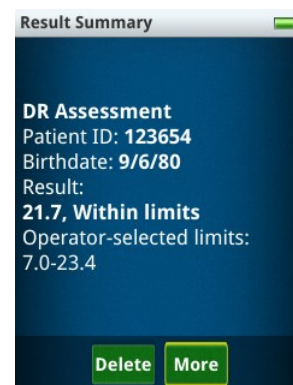 Result Summary
DR Assessment
Patient ID: 123654
Birthdate: 9/6/80
Result:
21.7, Within limits
Operator-selected limits:
7.0-23.4
Delete More